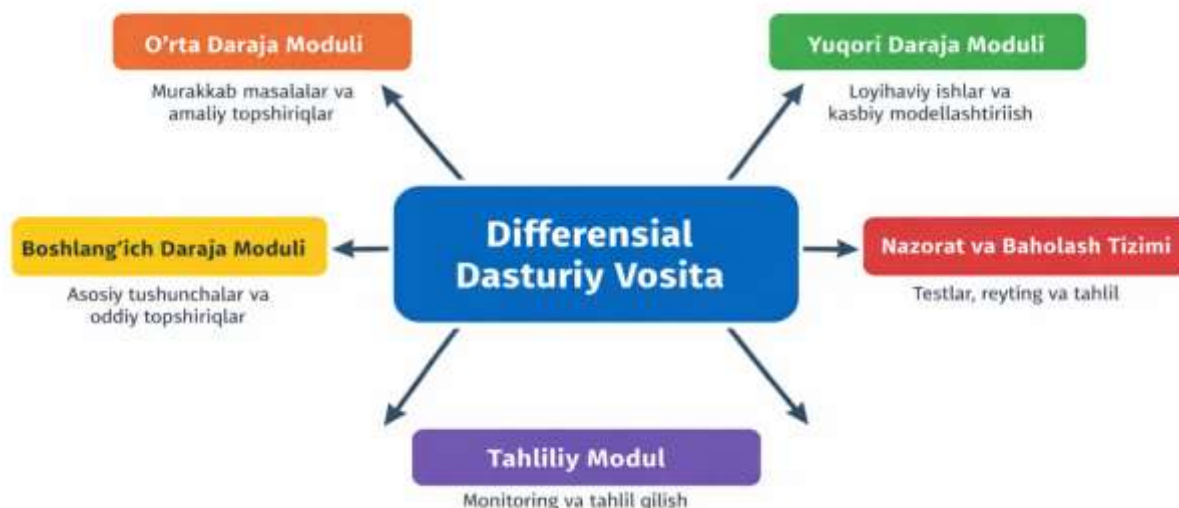 O'rta Daraja Moduli
Murakkab masalalar va
amaliy topshiriqlar
Yuqori Daraja Moduli
Loyihaviy ishlar va
kasbiy modellashtiriish
Boshlang'ich Daraja Moduli
Asosiy tushunchalar va
oddiy topshiriqlar
Differensial
Dasturiy Vosita
Nazorat va Baholash Tizimi
Testlar, reyting va tahlil
Tahliliy Modul
Monitoring va tahlil qilish